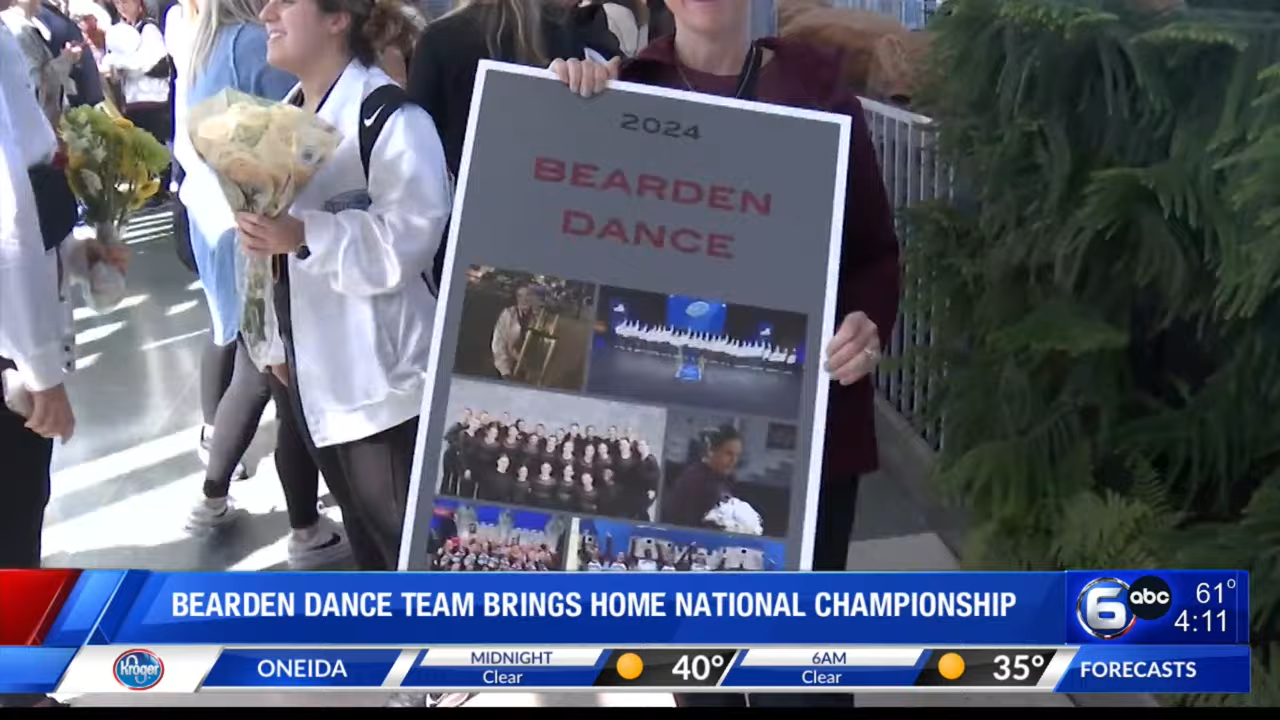 2024
BEARDEN
DANCE
BEARDEN DANCE TEAM BRINGS HOME NATIONAL CHAMPIONSHIP
6 abc
61°
4:11
Kroger
ONEIDA
MIDNIGHT
Clear
40°
6AM
Clear
35°
FORECASTS